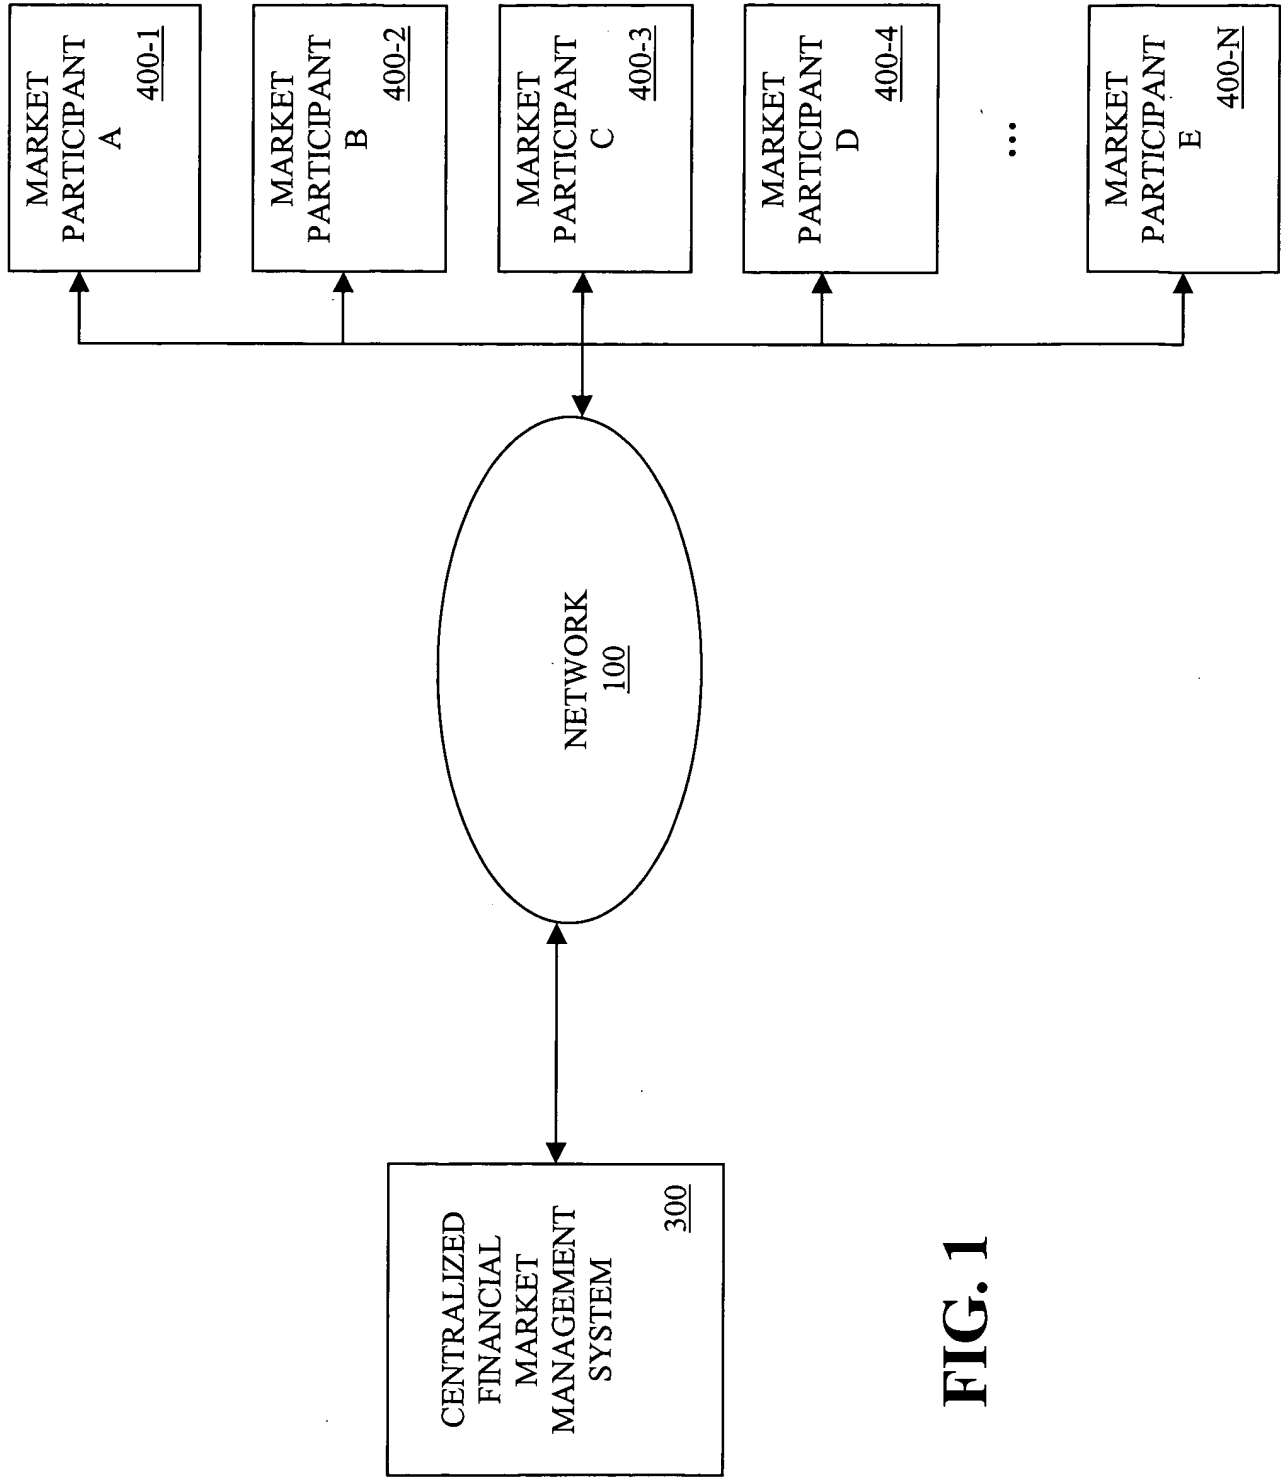 CENTRALIZED
FINANCIAL
MARKET
MANAGEMENT
SYSTEM
300
NETWORK
100
MARKET
PARTICIPANT
A
400-1
MARKET
PARTICIPANT
B
400-2
MARKET
PARTICIPANT
C
400-3
MARKET
PARTICIPANT
D
400-4
...
MARKET
PARTICIPANT
E
400-N
FIG. 1